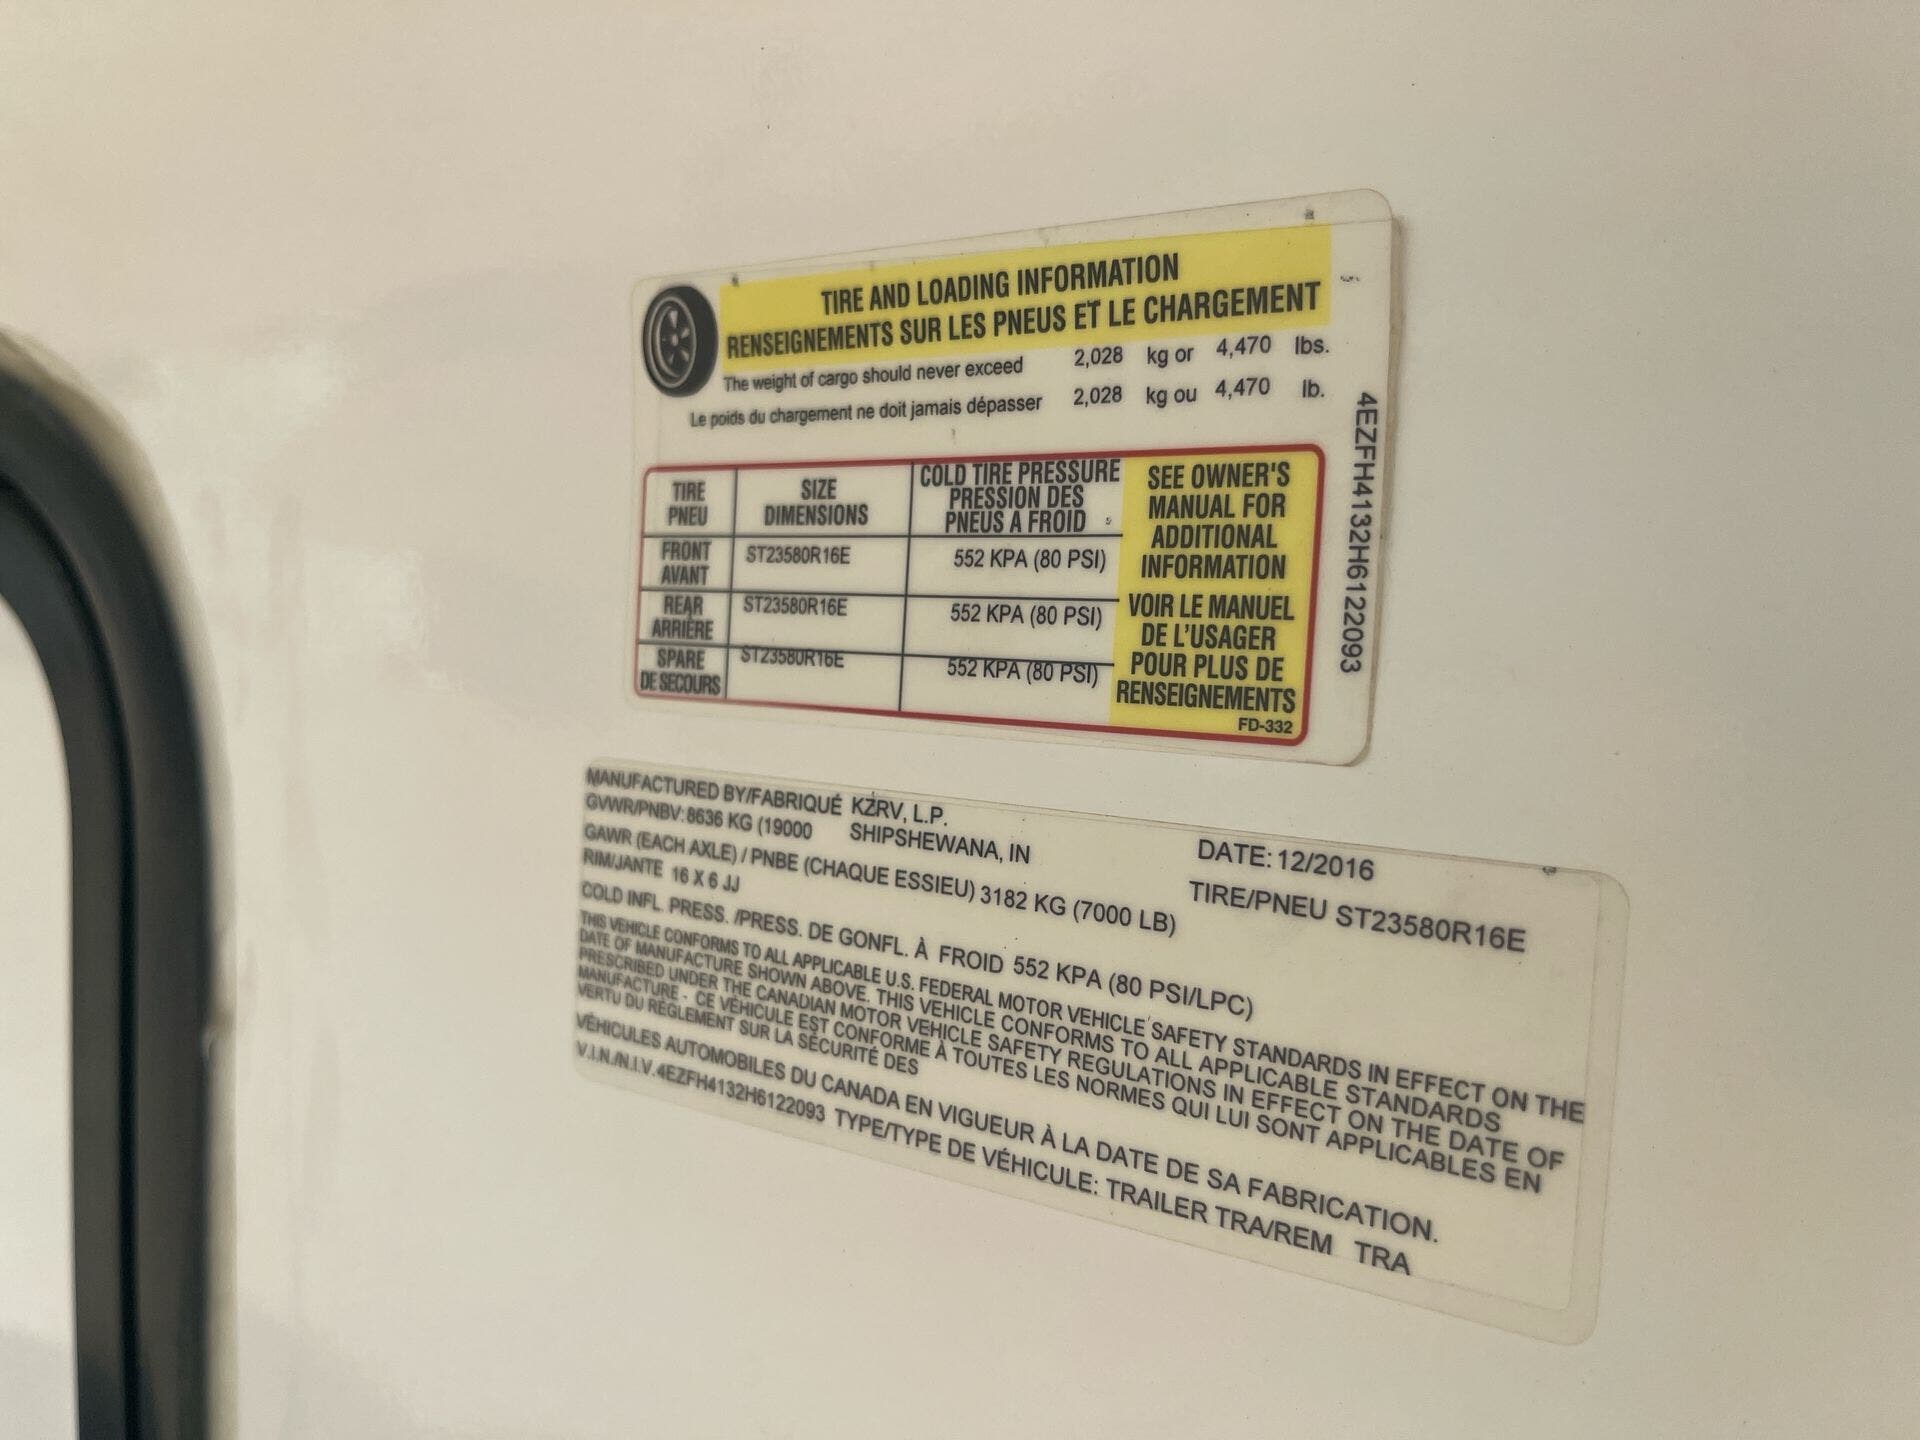 TIRE AND LOADING INFORMATION
RENSEIGNEMENTS SUR LES PNEUS ET LE CHARGEMENT
The weight of cargo should never exceed 2,028 kg or 4,470 lbs.
Le poids du chargement ne doit jamais dépasser 2,028 kg ou 4,470 lb.
TIRE PNEU SIZE DIMENSIONS COLD TIRE PRESSURE PRESSION DES PNEUS A FROID
FRONT AVANT ST23580R16E 552 KPA (80 PSI)
REAR ARRIÈRE ST23580R16E 552 KPA (80 PSI)
SPARE DE SECOURS ST23580R16E 552 KPA (80 PSI)
SEE OWNER'S
MANUAL FOR
ADDITIONAL
INFORMATION
VOIR LE MANUEL
DE L'USAGER
POUR PLUS DE
RENSEIGNEMENTS
FD-332
4EZFH4132H6122093
MANUFACTURED BY/FABRIQUÉ KZRV, L.P.
SHIPSHEWANA, IN
DATE: 12/2016
GVWR/PNBV: 8636 KG (19000
GAWR (EACH AXLE) / PNBE (CHAQUE ESSIEU) 3182 KG (7000 LB) TIRE/PNEU ST23580R16E
RIM/JANTE 16 X 6 JJ
COLD INFL. PRESS. /PRESS. DE GONFL. À FROID 552 KPA (80 PSI/LPC)
THIS VEHICLE CONFORMS TO ALL APPLICABLE U.S. FEDERAL MOTOR VEHICLE SAFETY STANDARDS IN EFFECT ON THE
DATE OF MANUFACTURE SHOWN ABOVE. THIS VEHICLE CONFORMS TO ALL APPLICABLE STANDARDS
PRESCRIBED UNDER THE CANADIAN MOTOR VEHICLE SAFETY REGULATIONS IN EFFECT ON THE DATE OF
MANUFACTURE - CE VÉHICULE EST CONFORME À TOUTES LES NORMES QUI LUI SONT APPLICABLES EN
VERTU DU RÈGLEMENT SUR LA SÉCURITÉ DES
VÉHICULES AUTOMOBILES DU CANADA EN VIGUEUR À LA DATE DE SA FABRICATION.
V.I.N./N.I.V.4EZFH4132H6122093 TYPE/TYPE DE VÉHICULE: TRAILER TRA/REM TRA